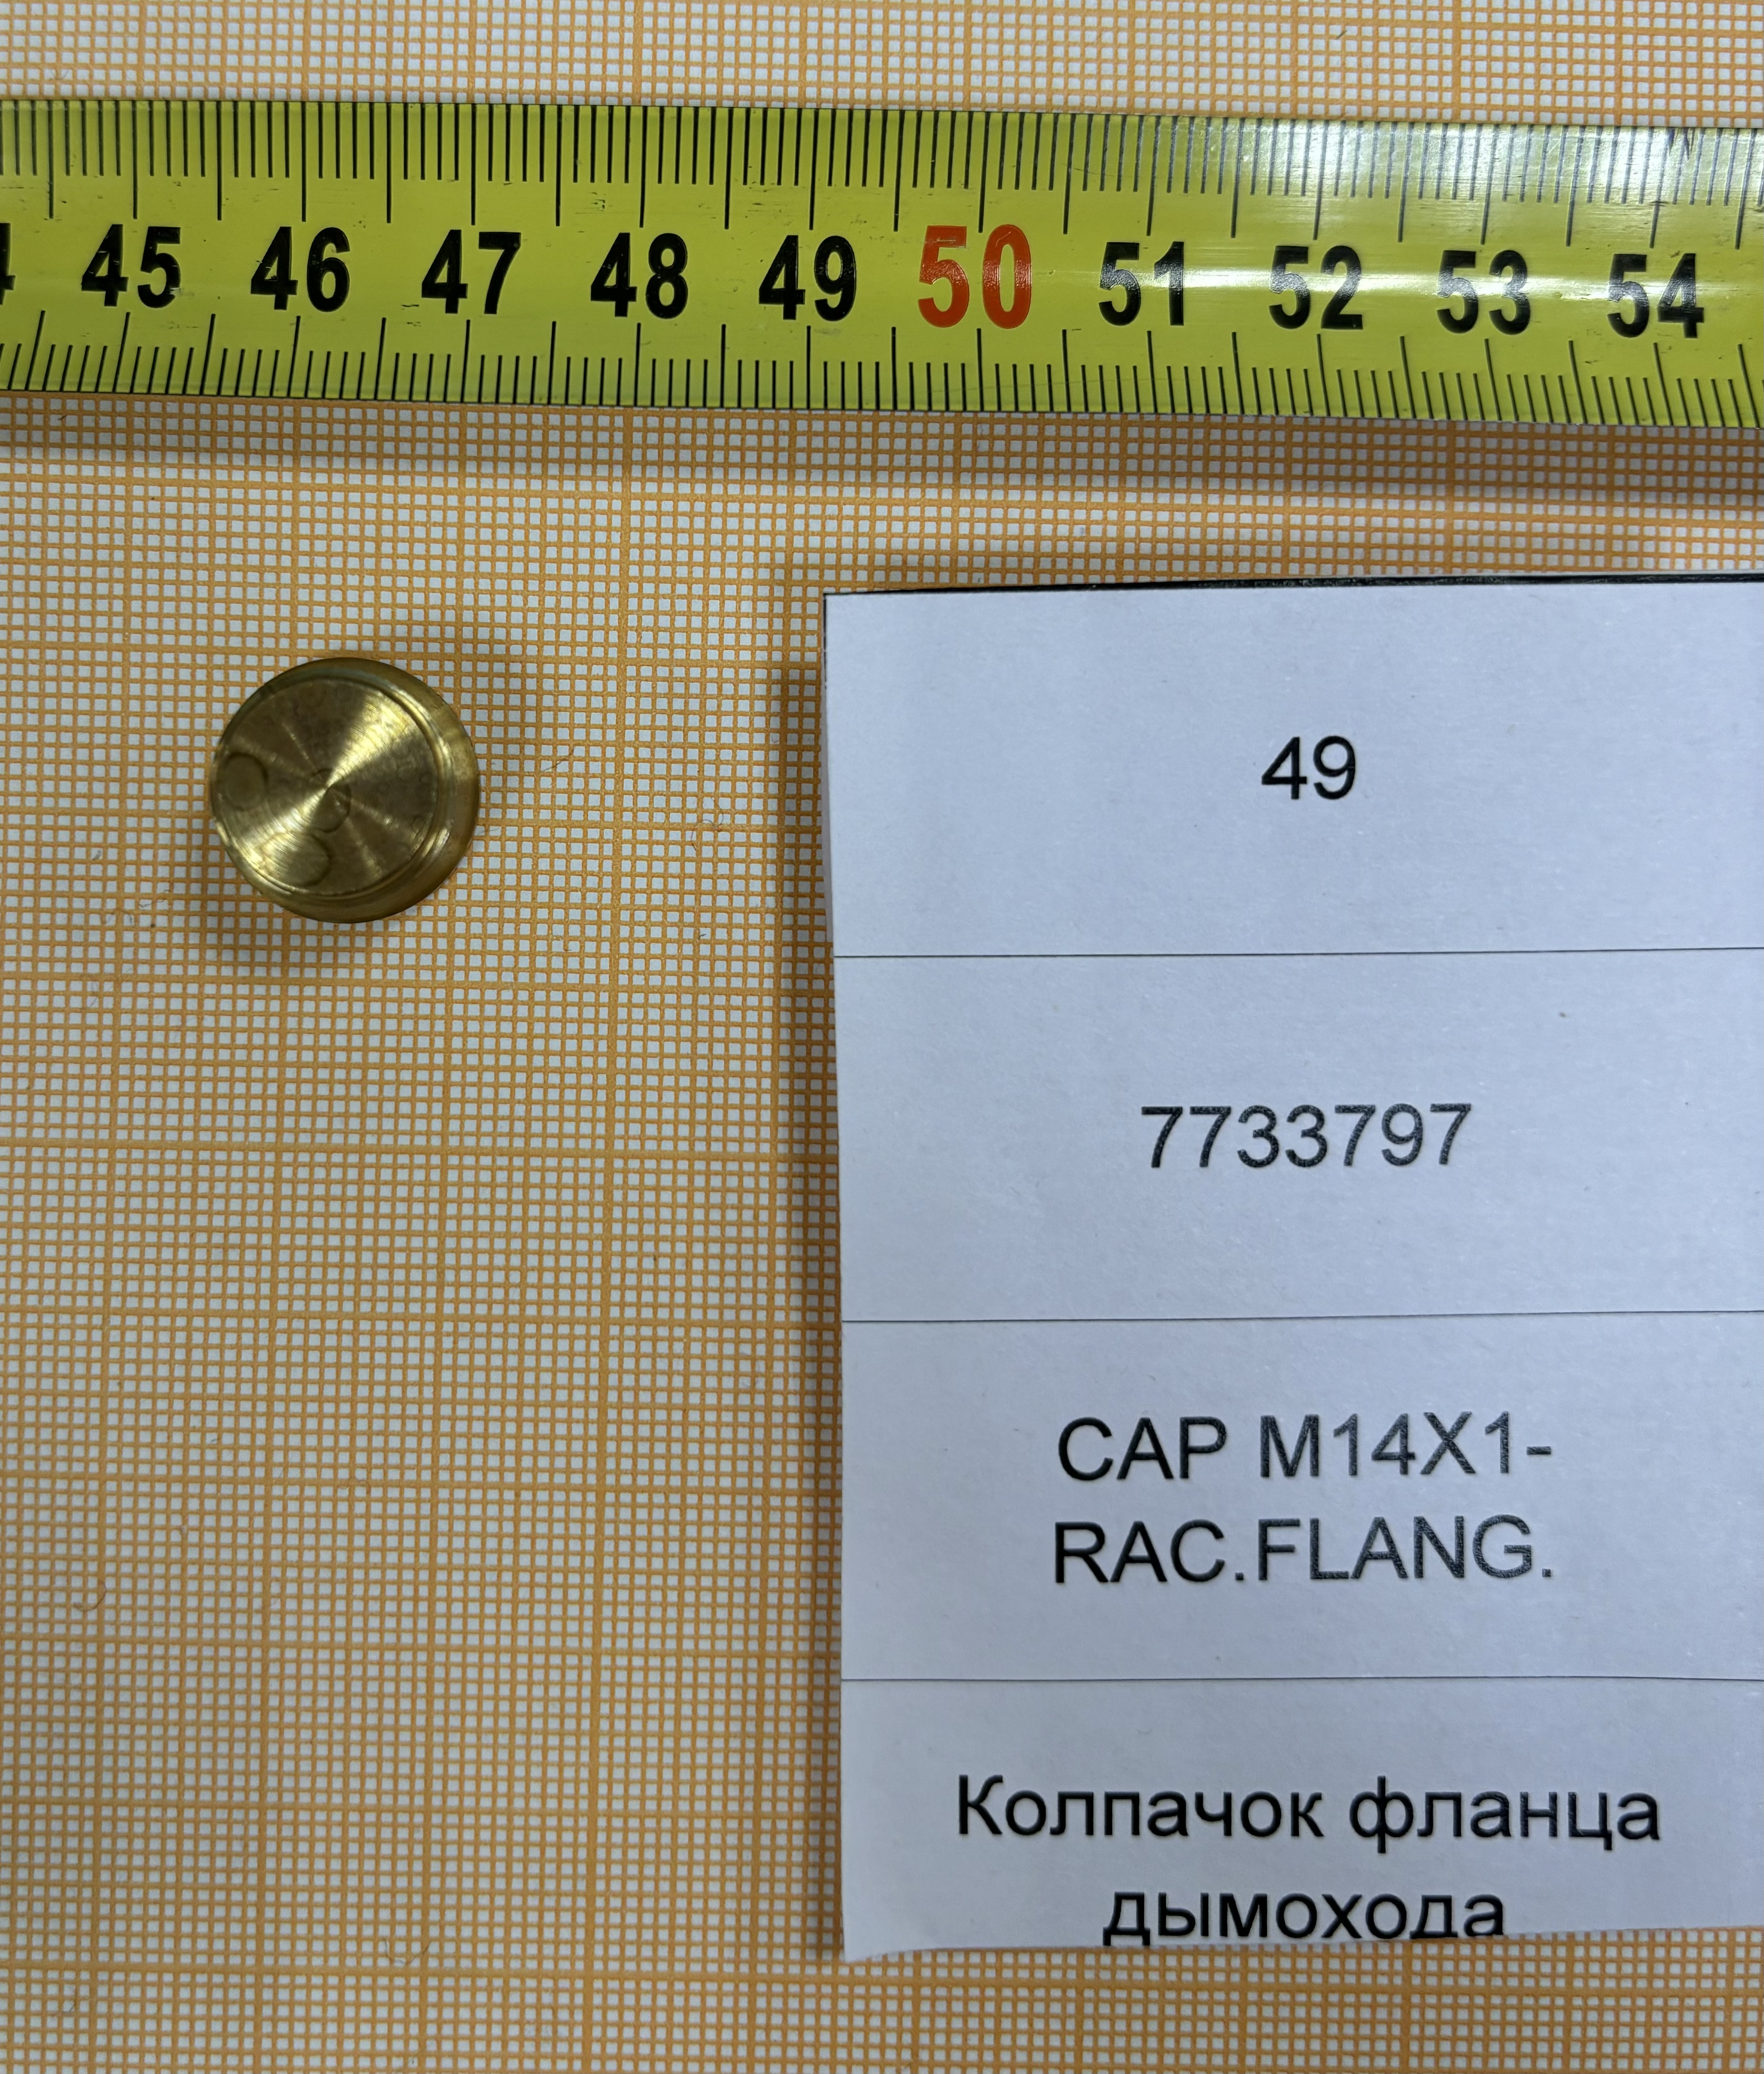 45 46 47 48 49 50 51 52 53 54
49
7733797
CAP M14X1-
RAC.FLANG.
Колпачок фланца
дымохода